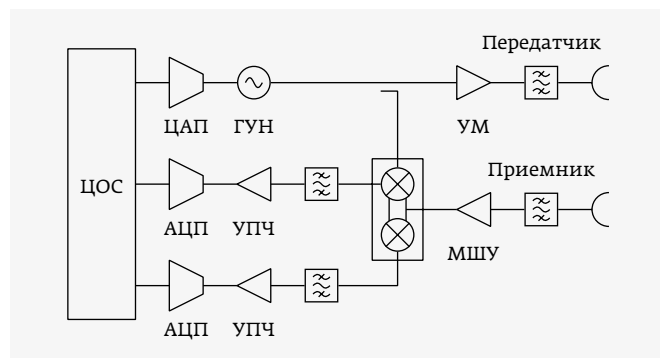 Передатчик
ЦАП ГУН УМ
Приемник
ЦОС
АЦП УПЧ МШУ
АЦП УПЧ